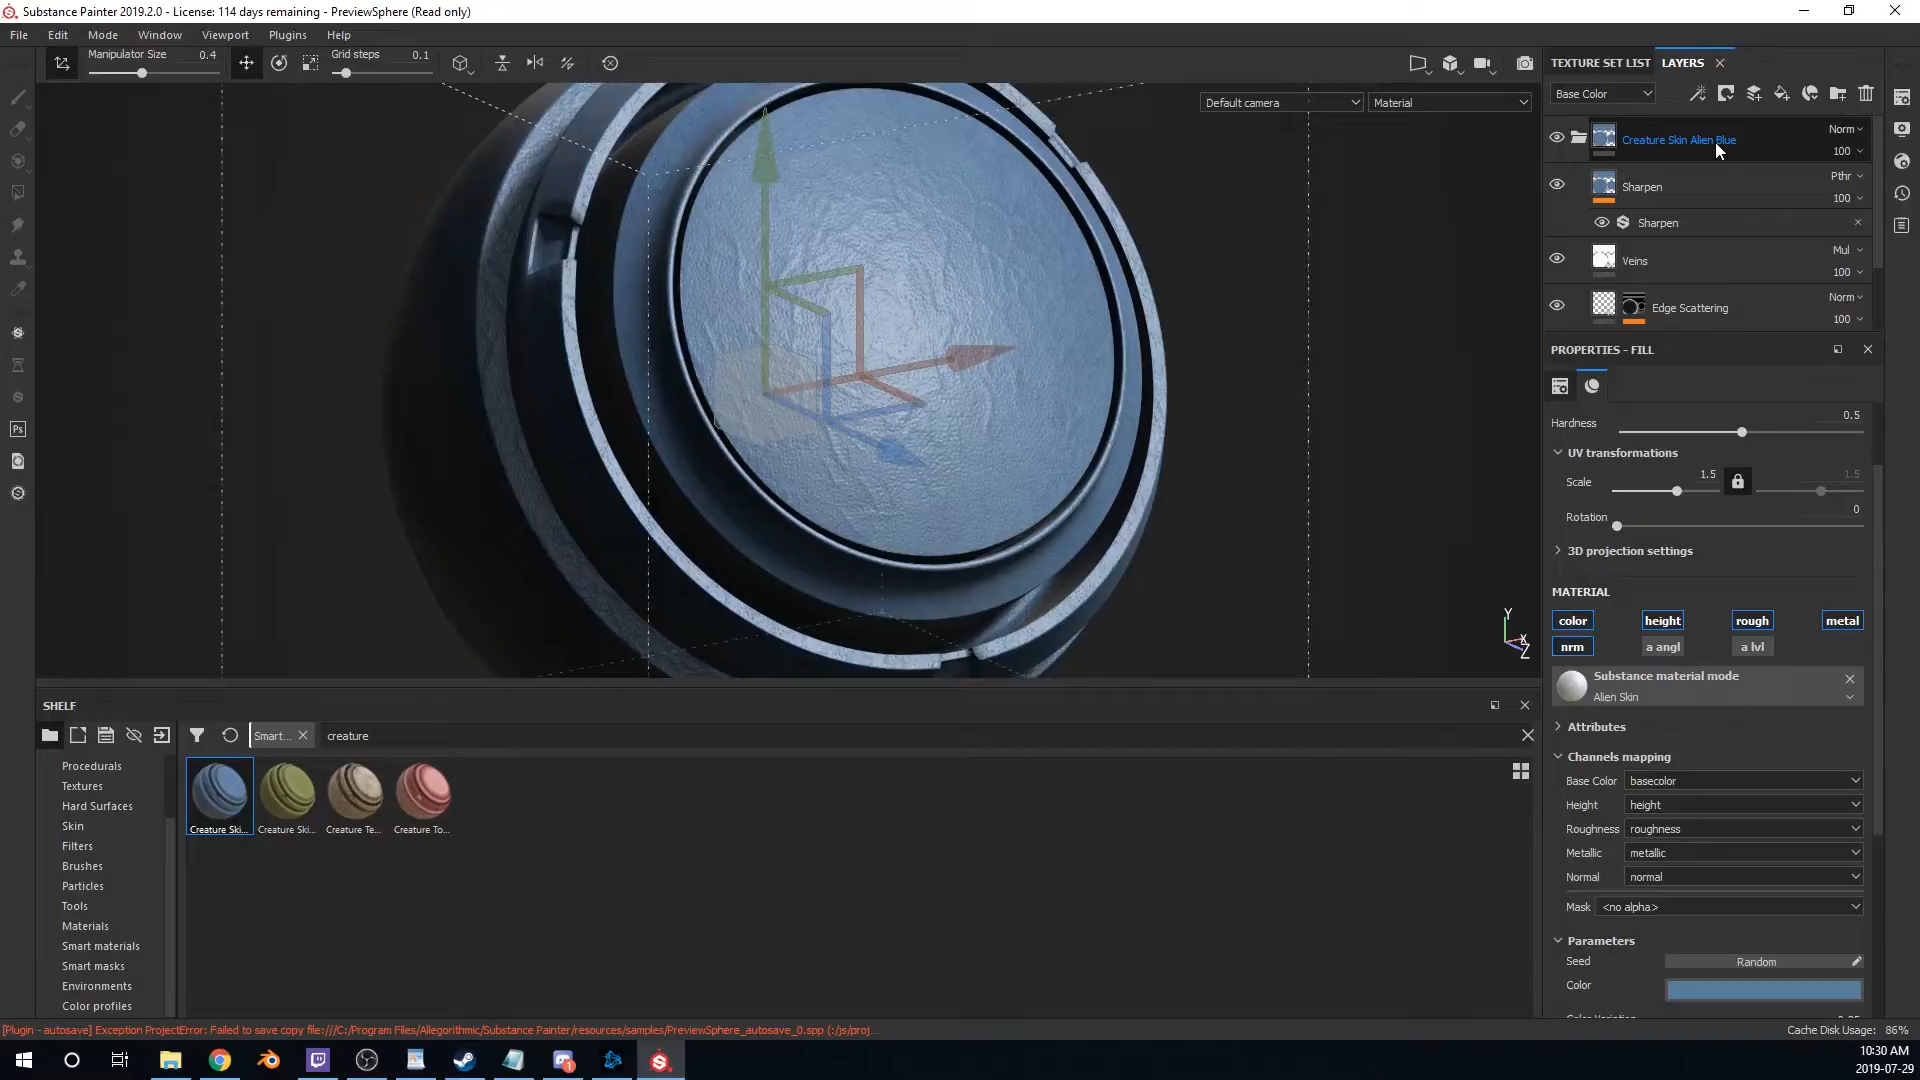 Substance Painter 2019.2.0 - License: 114 days remaining - PreviewSphere (Read only)
File Edit Mode Window Viewport Plugins Help
Manipulator Size 0.4
Grid steps 0.1
Default camera
Material
TEXTURE SET LIST
LAYERS
Base Color
Creature Skin Alien Blue
Norm
100
Sharpen
Pthr
100
Sharpen
Veins
Mul
100
Edge Scattering
Norm
100
PROPERTIES - FILL
Hardness 0.5
UV transformations
Scale 1.5 1.5
Rotation 0
3D projection settings
MATERIAL
color height rough metal
nrm a angl a lvl
Substance material mode
Alien Skin
Attributes
Channels mapping
Base Color basecolor
Height height
Roughness roughness
Metallic metallic
Normal normal
Mask <no alpha>
Parameters
Seed Random
Color
Y
X
Z
SHELF
Smart...
creature
Procedurals
Textures
Hard Surfaces
Skin
Filters
Brushes
Particles
Tools
Materials
Smart materials
Smart masks
Environments
Color profiles
Creature Ski...
Creature Ski...
Creature Te...
Creature To...
Ps
[Plugin - autosave] Exception ProjectError: Failed to save copy file:///C:/Program Files/Allegorithmic/Substance Painter/resources/samples/PreviewSphere_autosave_0.spp (:/js/proj...
Cache Disk Usage: 86%
1
10:30 AM
2019-07-29